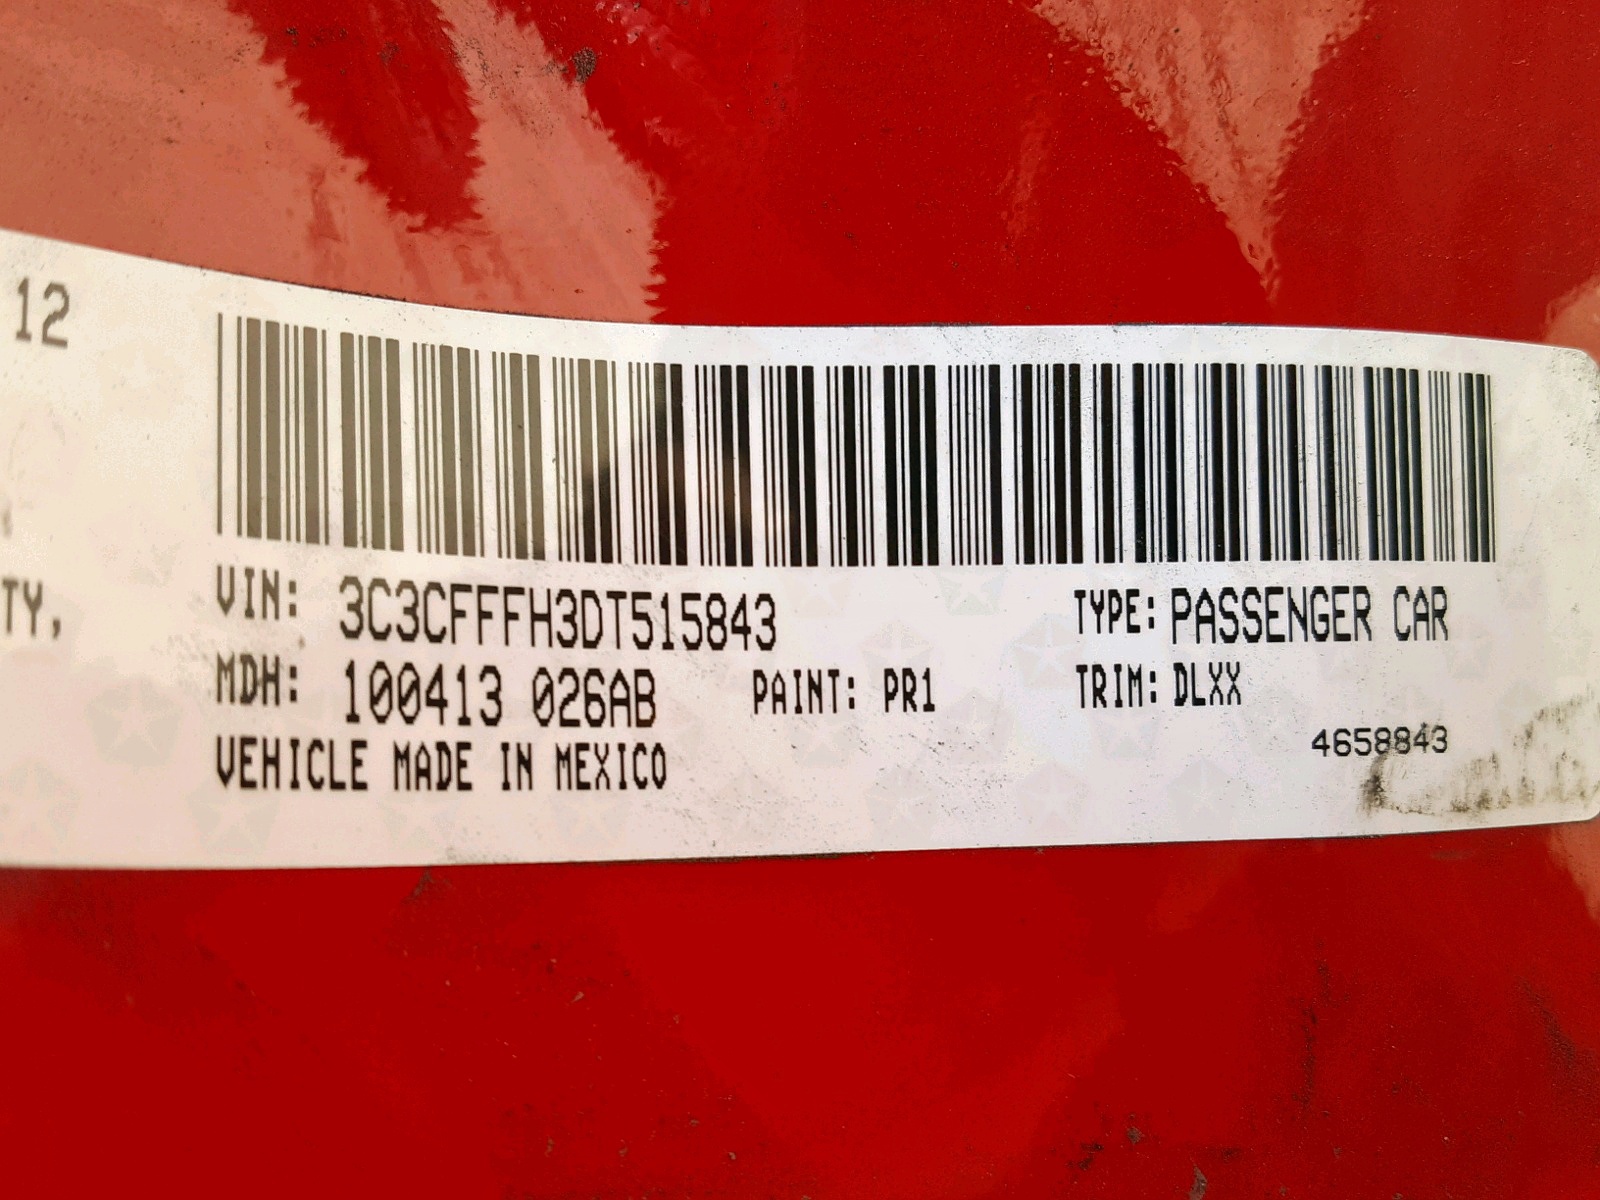 12
TY,
VIN: 3C3CFFFH3DT515843 TYPE: PASSENGER CAR
MDH: 100413 026AB PAINT: PR1 TRIM: DLXX
VEHICLE MADE IN MEXICO 4658843